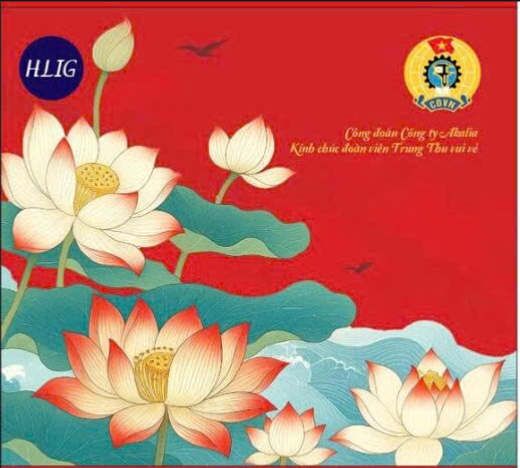 HLIG
CĐVN
Công đoàn Công ty Akalia
Kính chúc đoàn viên Trung Thu vui vẻ